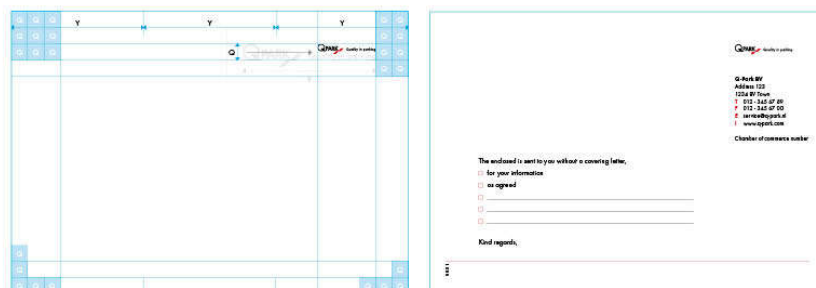 Q Q Q Q Q
Y Y Y
Q Q Q Q Q
Q Q Q Q Q
Q
Q-PARK Quality in parking
Q Q
Q Q
Q Q Q
Q Q Q Q Q
Q-PARK Quality in parking
Q-Park BV
Address 123
1234 BV Town
T 012 - 345 67 89
F 012 - 345 67 00
E service@q-park.nl
I www.q-park.com
Chamber of commerce number
The enclosed is sent to you without a covering letter,
for your information
as agreed
Kind regards,